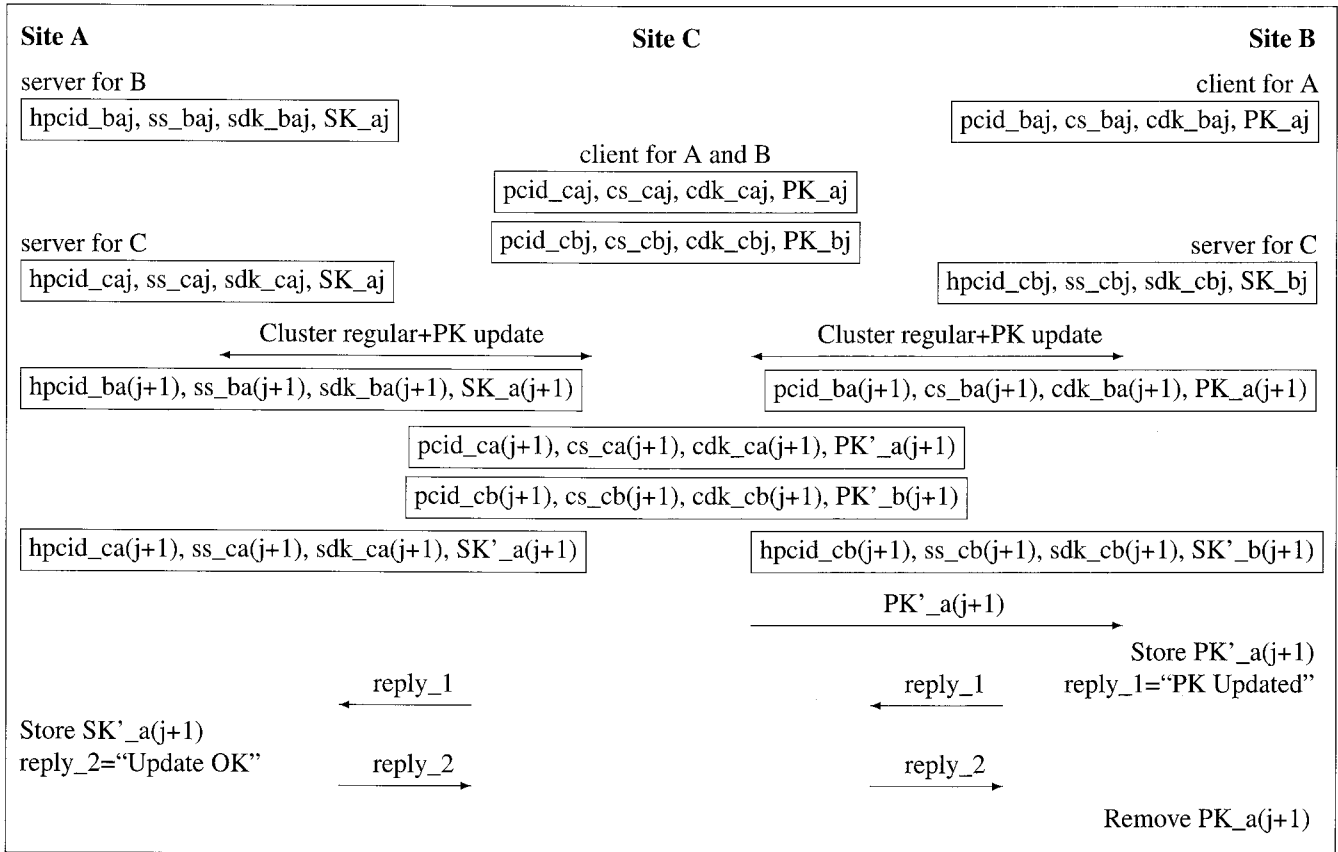 Site A
Site C
Site B
server for B
client for A
hpcid_baj, ss_baj, sdk_baj, SK_aj
pcid_baj, cs_baj, cdk_baj, PK_aj
client for A and B
pcid_caj, cs_caj, cdk_caj, PK_aj
pcid_cbj, cs_cbj, cdk_cbj, PK_bj
server for C
server for C
hpcid_caj, ss_caj, sdk_caj, SK_aj
hpcid_cbj, ss_cbj, sdk_cbj, SK_bj
Cluster regular+PK update
Cluster regular+PK update
hpcid_ba(j+1), ss_ba(j+1), sdk_ba(j+1), SK_a(j+1)
pcid_ba(j+1), cs_ba(j+1), cdk_ba(j+1), PK_a(j+1)
pcid_ca(j+1), cs_ca(j+1), cdk_ca(j+1), PK’_a(j+1)
pcid_cb(j+1), cs_cb(j+1), cdk_cb(j+1), PK’_b(j+1)
hpcid_ca(j+1), ss_ca(j+1), sdk_ca(j+1), SK’_a(j+1)
hpcid_cb(j+1), ss_cb(j+1), sdk_cb(j+1), SK’_b(j+1)
PK’_a(j+1)
Store PK’_a(j+1)
reply_1
reply_1
reply_1=“PK Updated”
Store SK’_a(j+1)
reply_2=“Update OK”
reply_2
reply_2
Remove PK_a(j+1)